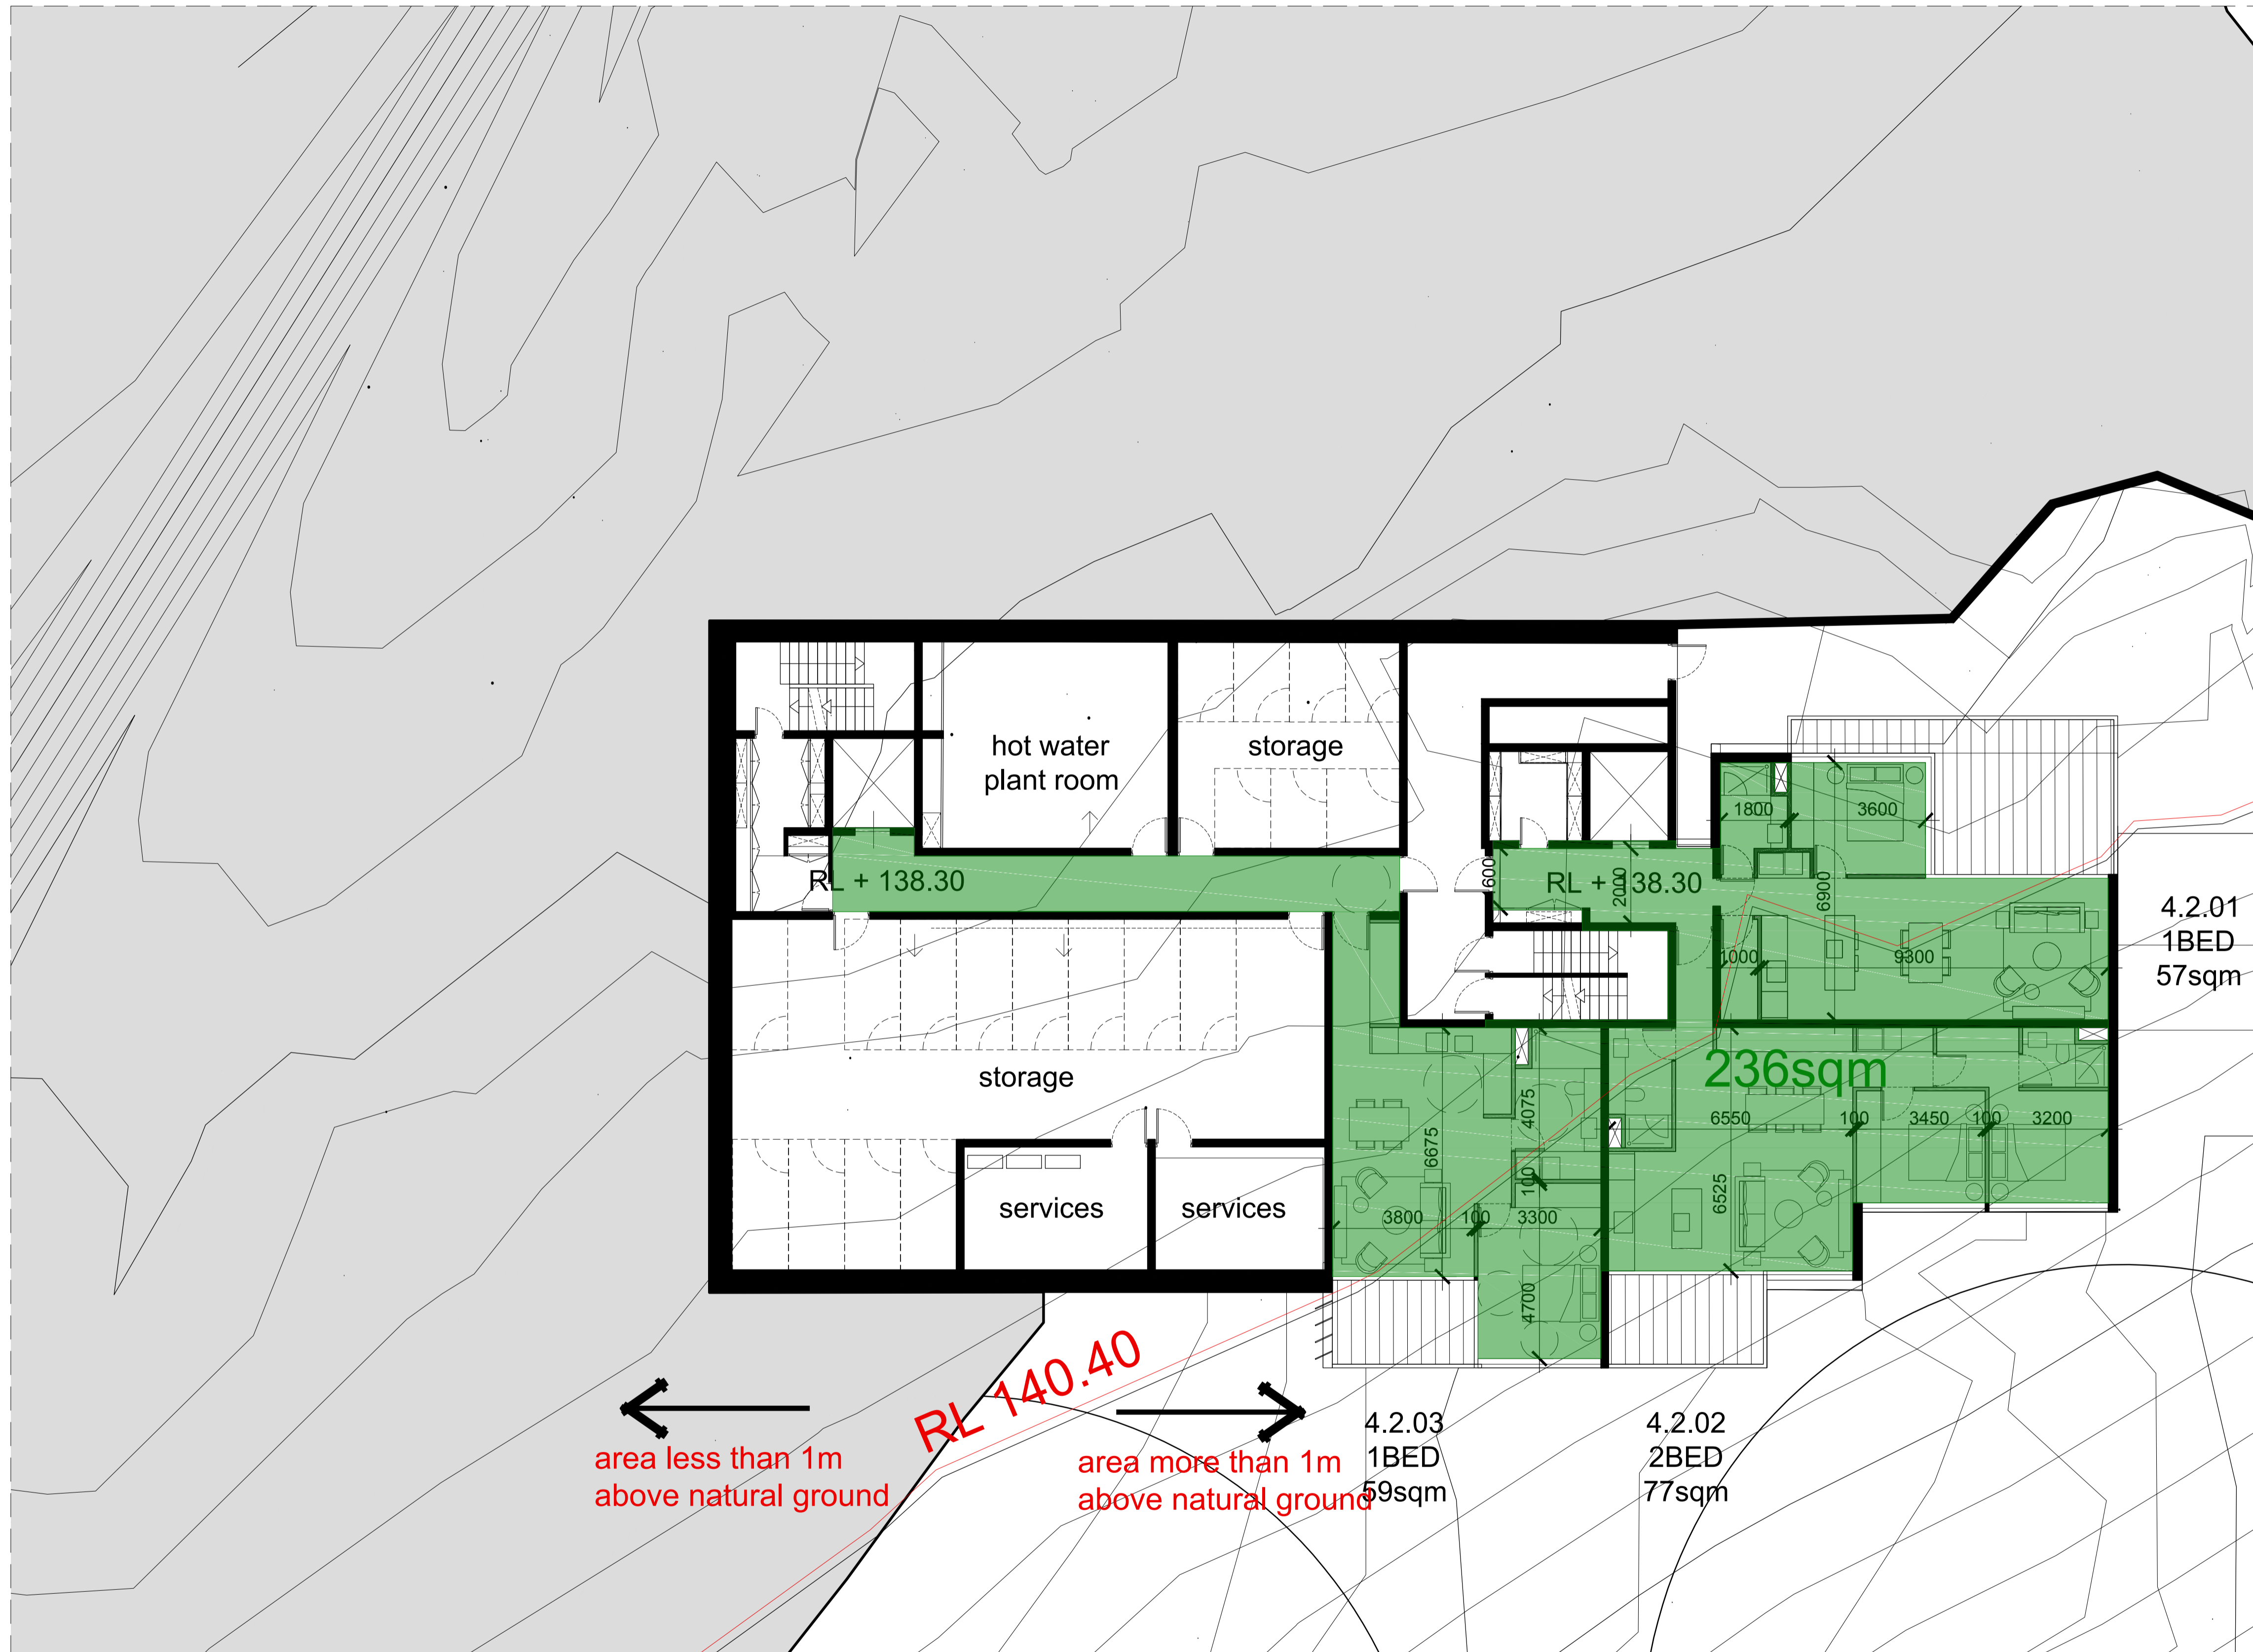 hot water
plant room
storage
1800
3600
RL + 138.30
1600
RL + 138.30
2000
6900
4.2.01
1BED
57sqm
1000
9300
storage
236sqm
4075
6675
6550
100
3450
100
3200
100
6525
services
services
3800
100
3300
4700
RL 140.40
area less than 1m
above natural ground
area more than 1m
above natural ground
4.2.03
1BED
59sqm
4.2.02
2BED
77sqm